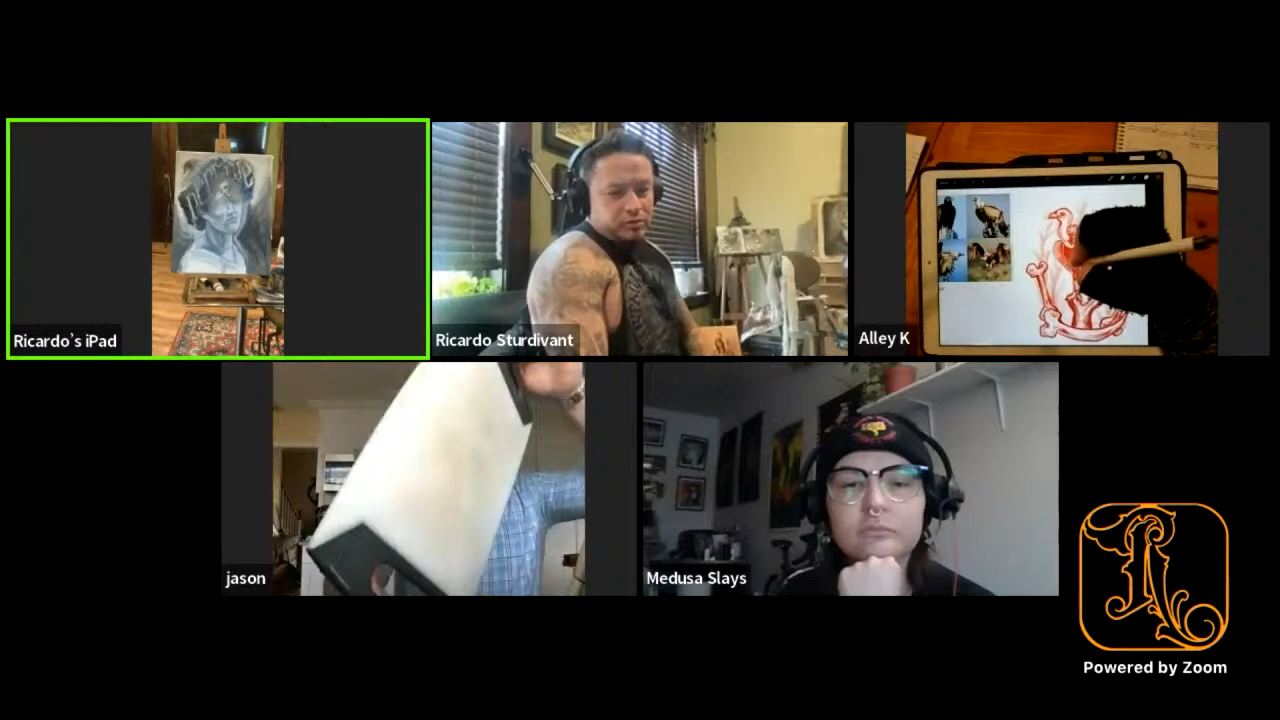 Ricardo's iPad
Ricardo Sturdivant
Alley K
jason
Medusa Slays
Powered by Zoom